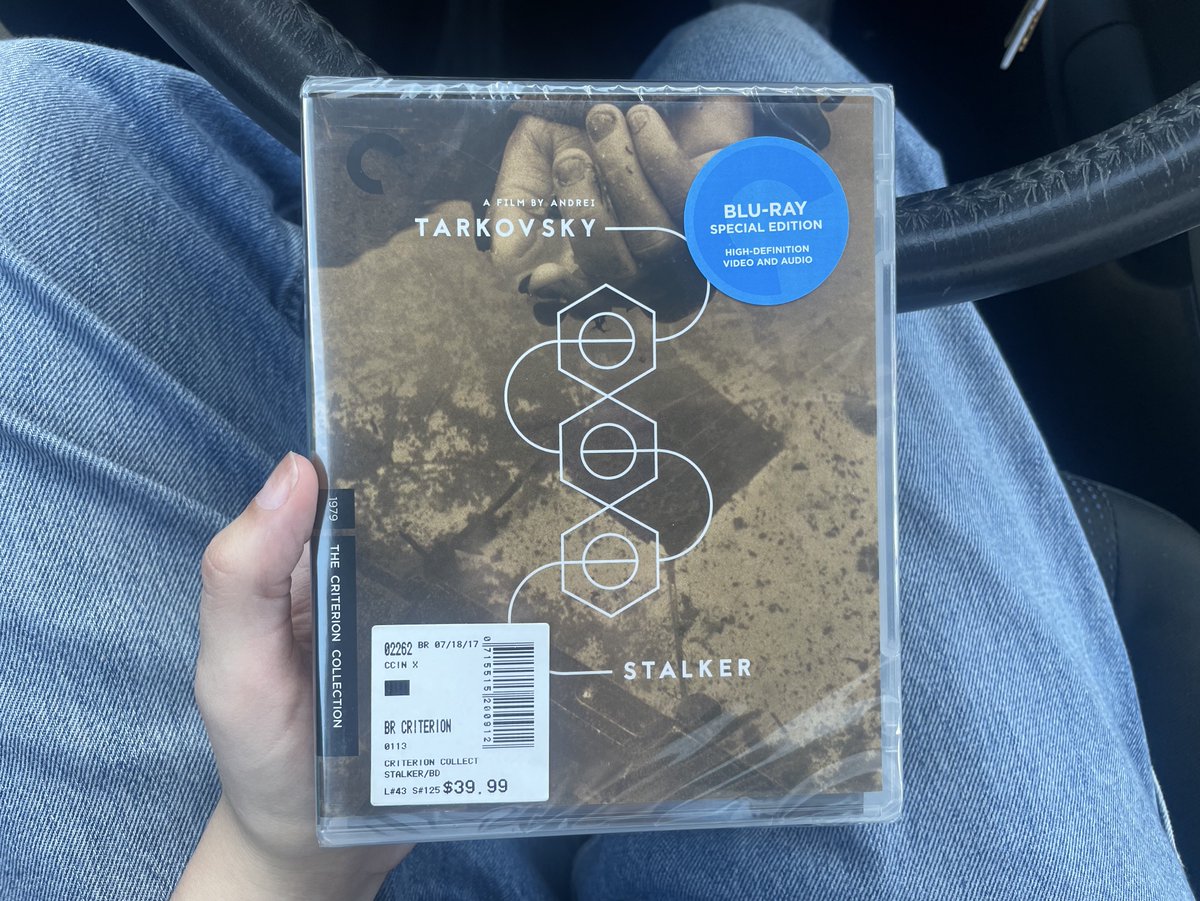 A FILM BY ANDREI
TARKOVSKY
BLU-RAY
SPECIAL EDITION
HIGH-DEFINITION
VIDEO AND AUDIO
1979
THE CRITERION COLLECTION
STALKER
02262 BR 07/18/17
CCIN X
BR CRITERION
0113
CRITERION COLLECT
STALKER/BD
L#43 S#125 $39.99
0715515200912